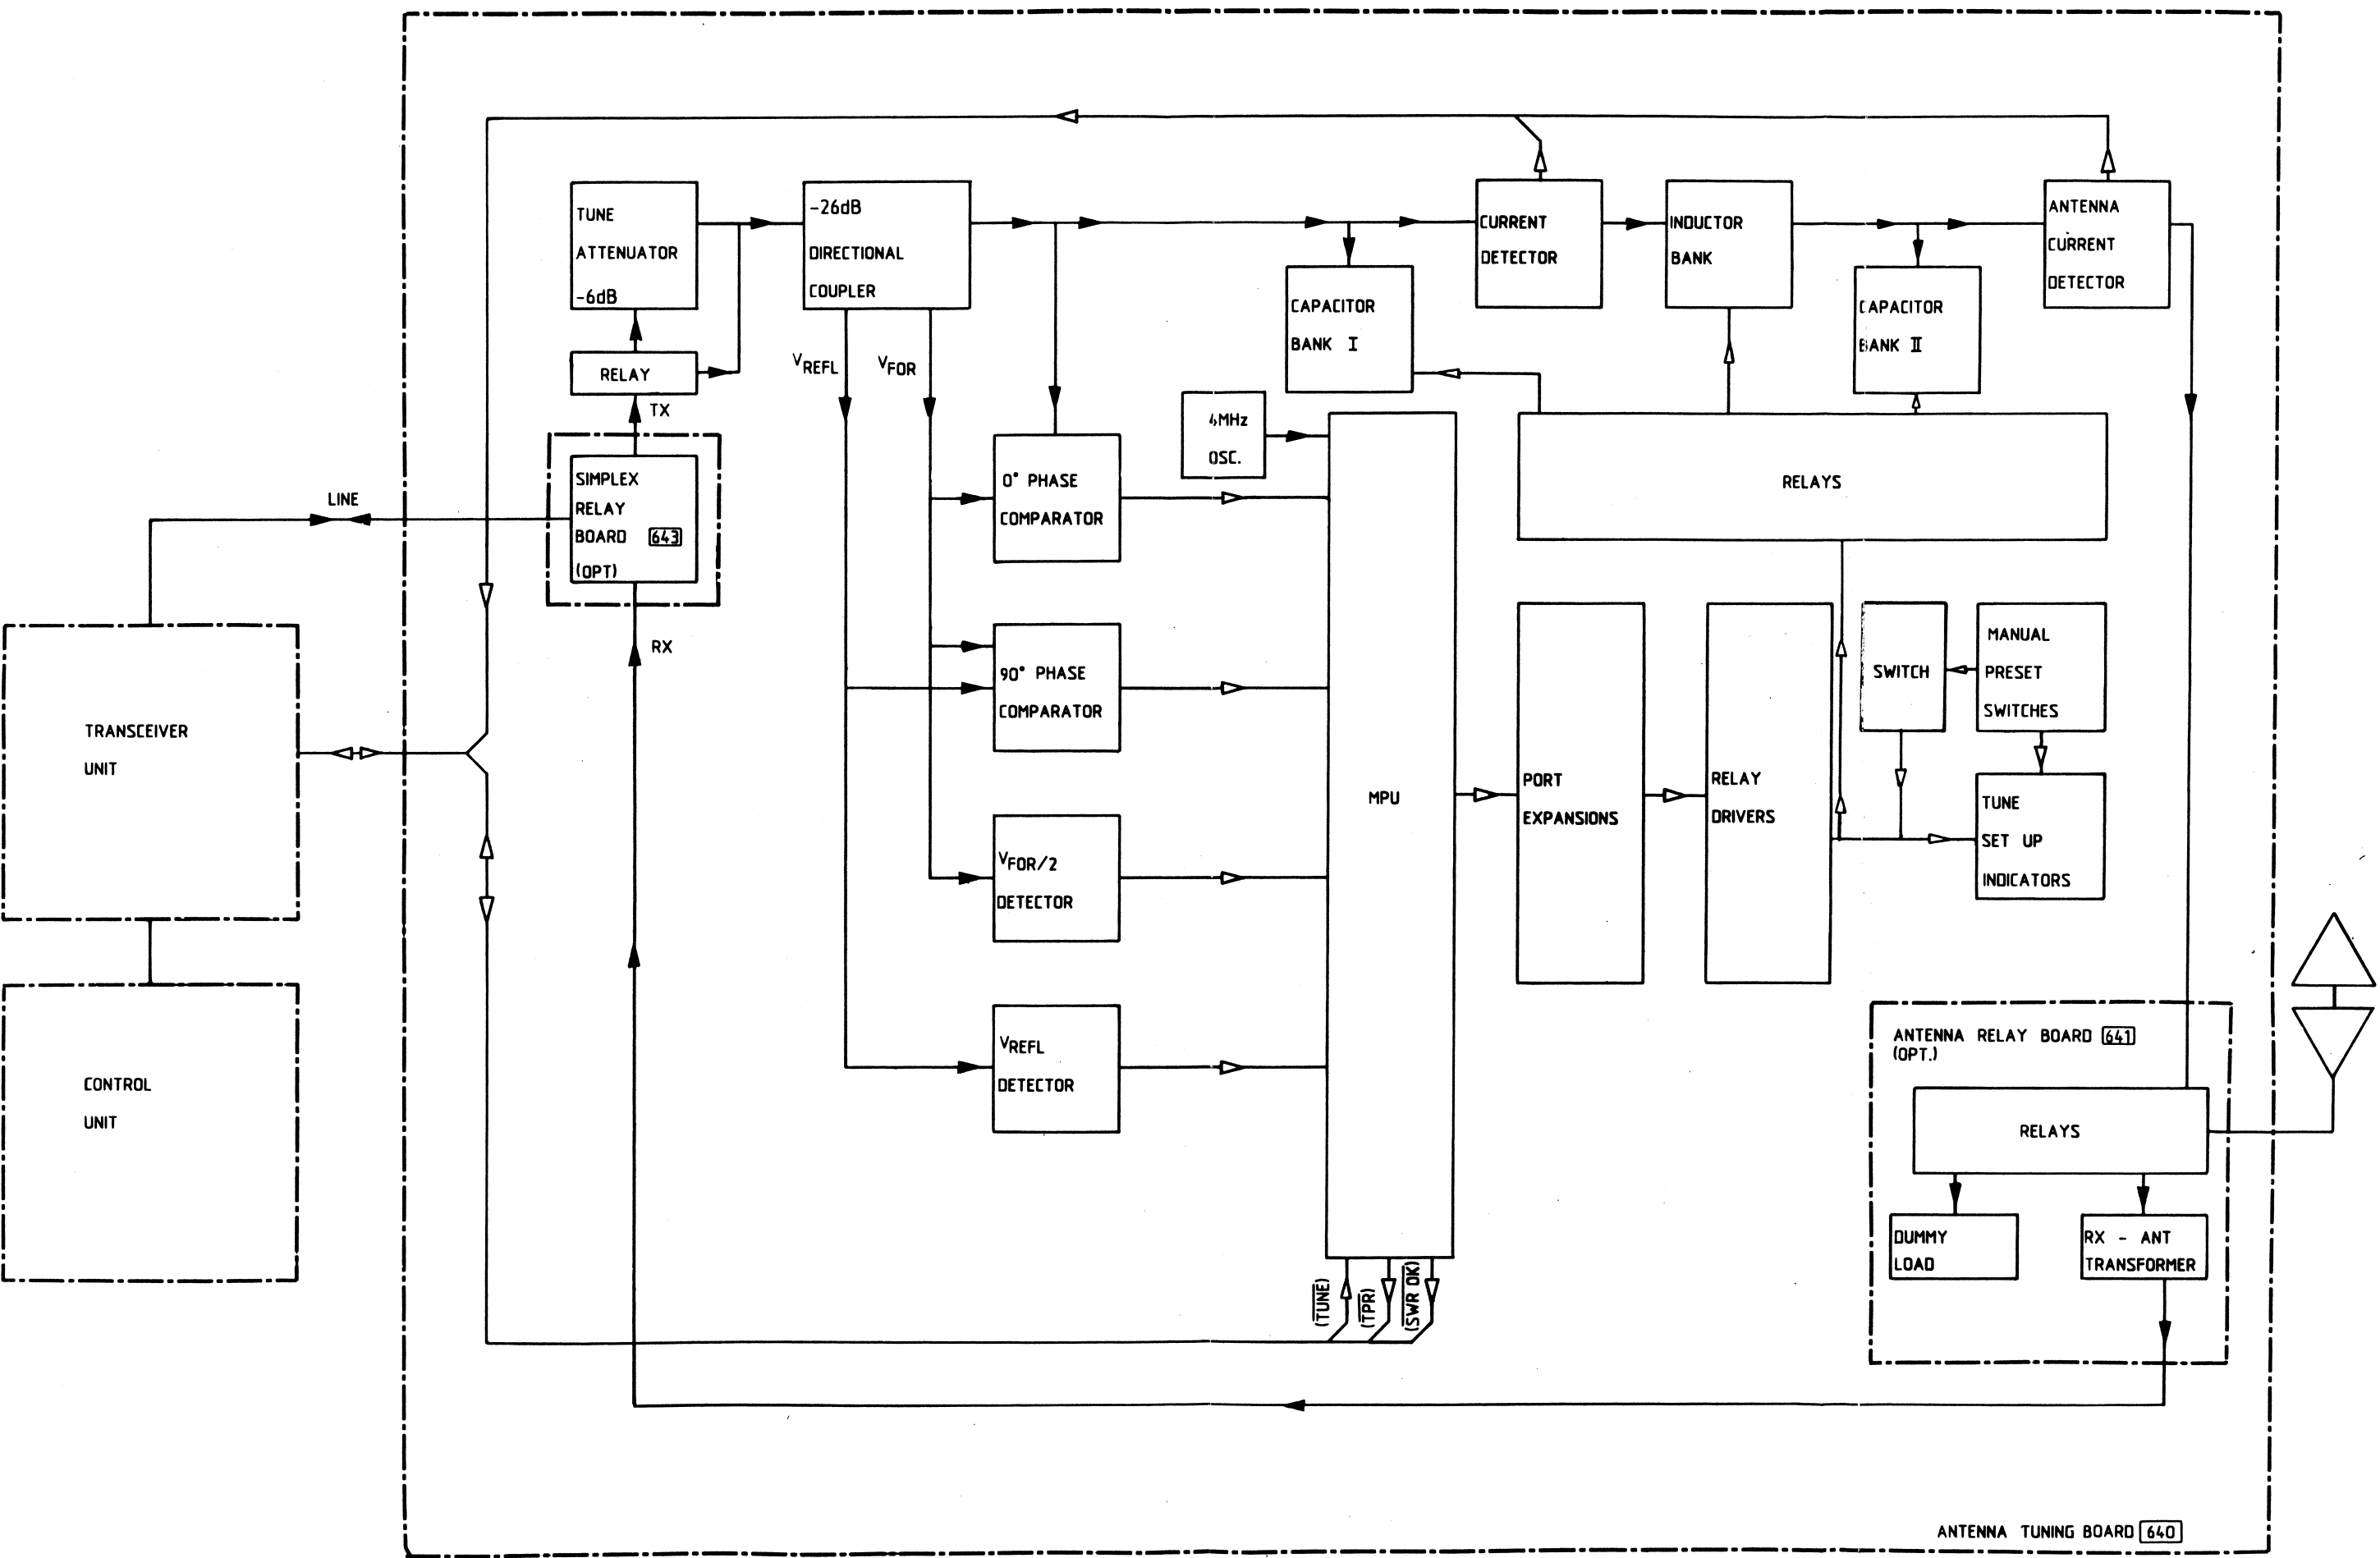 TUNE
ATTENUATOR
-6dB
-26dB
DIRECTIONAL
COUPLER
CURRENT
DETECTOR
INDUCTOR
BANK
ANTENNA
CURRENT
DETECTOR
CAPACITOR
BANK I
CAPACITOR
BANK II
RELAY
TX
VREFL
VFOR
4MHz
OSC.
SIMPLEX
RELAY
BOARD 643
(OPT)
LINE
RX
0° PHASE
COMPARATOR
RELAYS
90° PHASE
COMPARATOR
SWITCH
MANUAL
PRESET
SWITCHES
TRANSCEIVER
UNIT
MPU
PORT
EXPANSIONS
RELAY
DRIVERS
TUNE
SET UP
INDICATORS
VFOR/2
DETECTOR
VREFL
DETECTOR
CONTROL
UNIT
ANTENNA RELAY BOARD 641
(OPT.)
RELAYS
DUMMY
LOAD
RX - ANT
TRANSFORMER
(TUNE)
(TPR)
(SWR OK)
ANTENNA TUNING BOARD 640